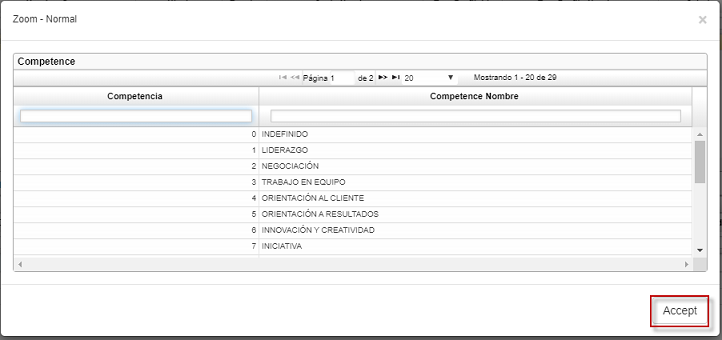 Zoom - Normal ×
Competence
Página 1 de 2 20 Mostrando 1 - 20 de 29
Competencia Competence Nombre
0 INDEFINIDO
1 LIDERAZGO
2 NEGOCIACIÓN
3 TRABAJO EN EQUIPO
4 ORIENTACIÓN AL CLIENTE
5 ORIENTACIÓN A RESULTADOS
6 INNOVACIÓN Y CREATIVIDAD
7 INICIATIVA
Accept